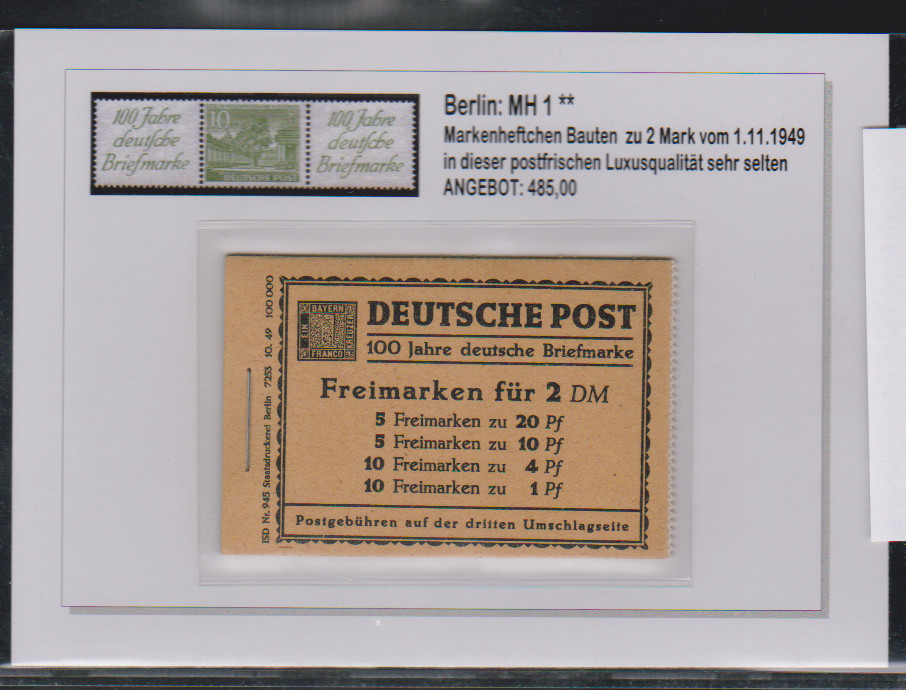 100 Jahre
deutsche
Briefmarke
10
DEUTSCHE POST
100 Jahre
deutsche
Briefmarke
Berlin: MH 1 **
Markenheftchen Bauten zu 2 Mark vom 1.11.1949
in dieser postfrischen Luxusqualität sehr selten
ANGEBOT: 485,00
ISD Nr. 945 Staatsdruckerei Berlin 7253 10. 49 100 000
BAYERN
EIN
1
KREUZER
FRANCO
DEUTSCHE POST
100 Jahre deutsche Briefmarke
Freimarken für 2 DM
5 Freimarken zu 20 Pf
5 Freimarken zu 10 Pf
10 Freimarken zu 4 Pf
10 Freimarken zu 1 Pf
Postgebühren auf der dritten Umschlagseite